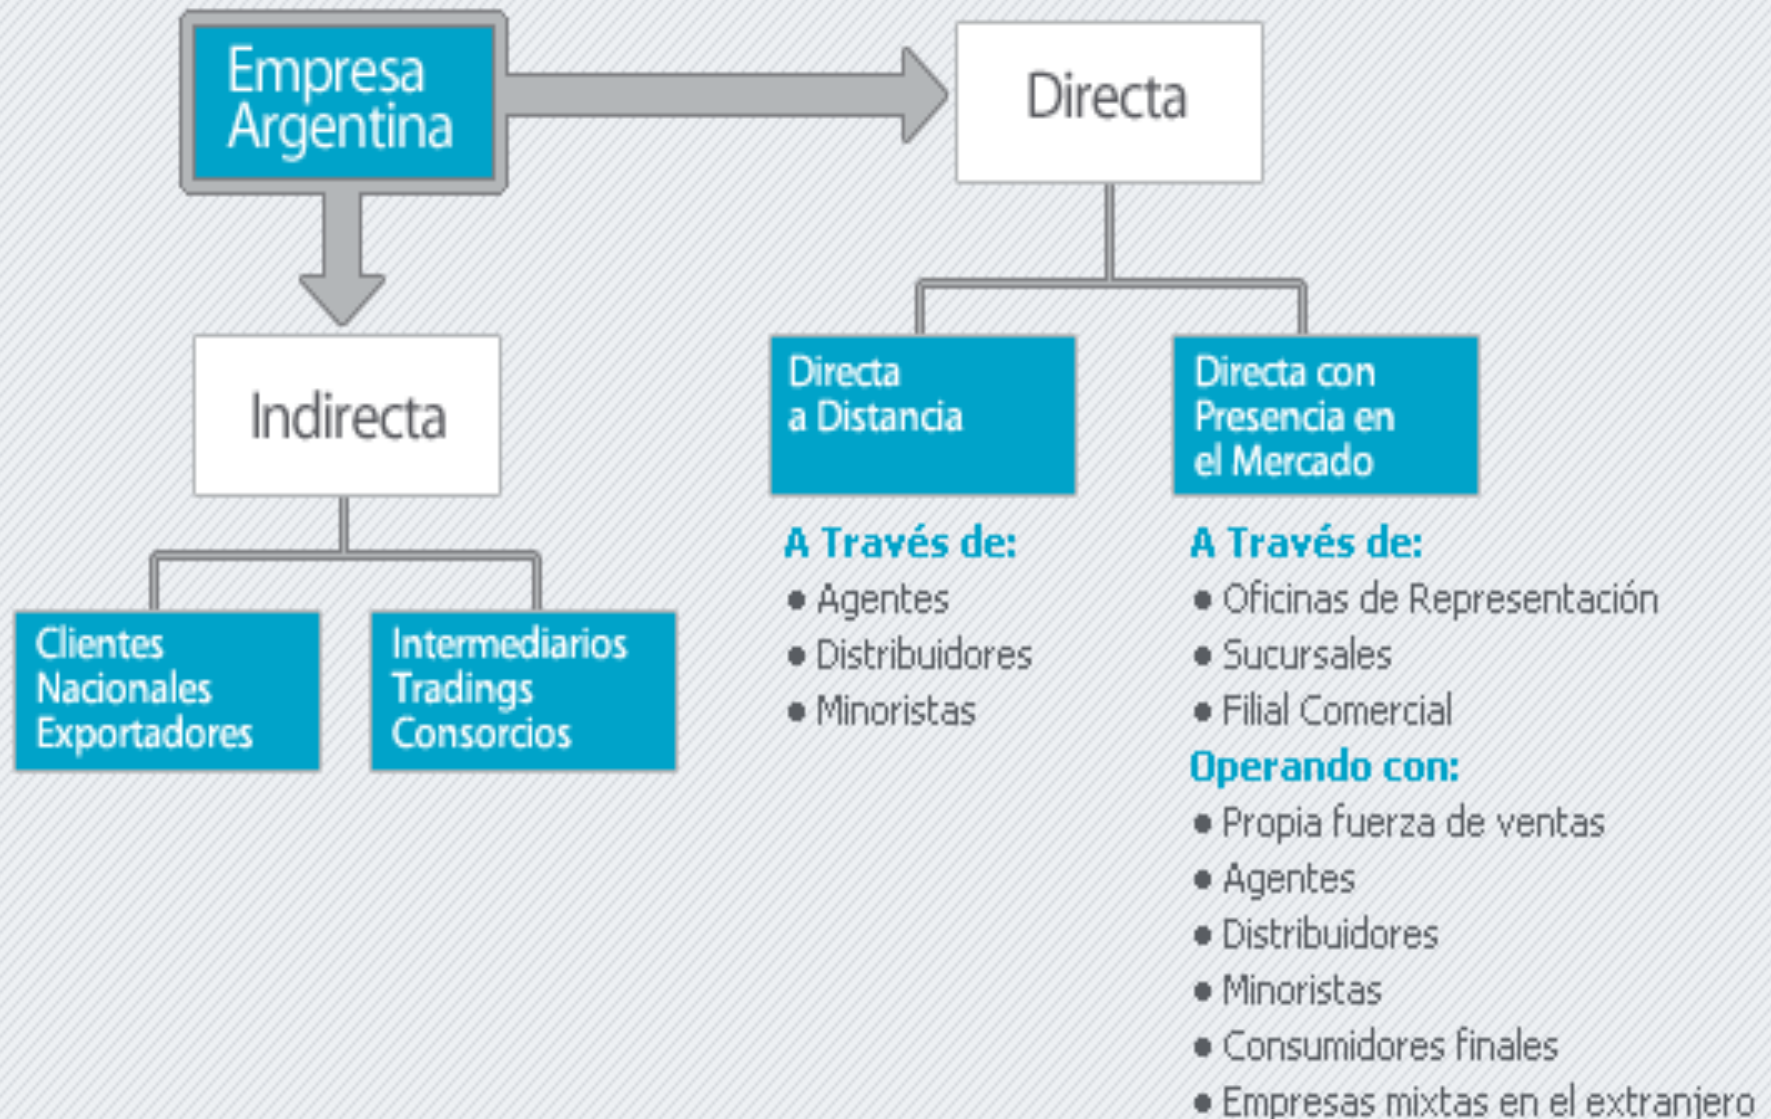 Empresa
Argentina
Directa
Indirecta
Clientes
Nacionales
Exportadores
Intermediarios
Tradings
Consorcios
Directa
a Distancia
A Través de:
• Agentes
• Distribuidores
• Minoristas
Directa con
Presencia en
el Mercado
A Través de:
• Oficinas de Representación
• Sucursales
• Filial Comercial
Operando con:
• Propia fuerza de ventas
• Agentes
• Distribuidores
• Minoristas
• Consumidores finales
• Empresas mixtas en el extranjero